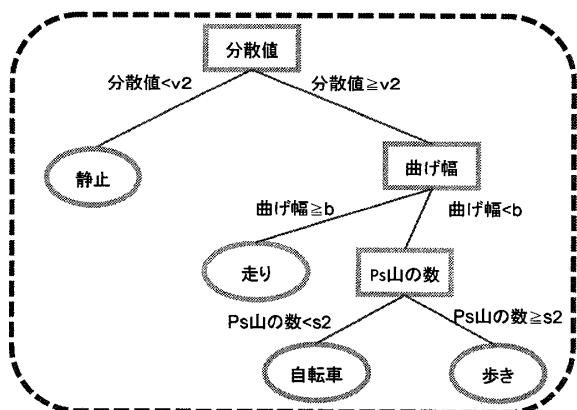 分散値
分散値<v2
分散値≧v2
静止
曲げ幅
曲げ幅≧b
曲げ幅<b
走り
Ps山の数
Ps山の数<s2
Ps山の数≧s2
自転車
歩き